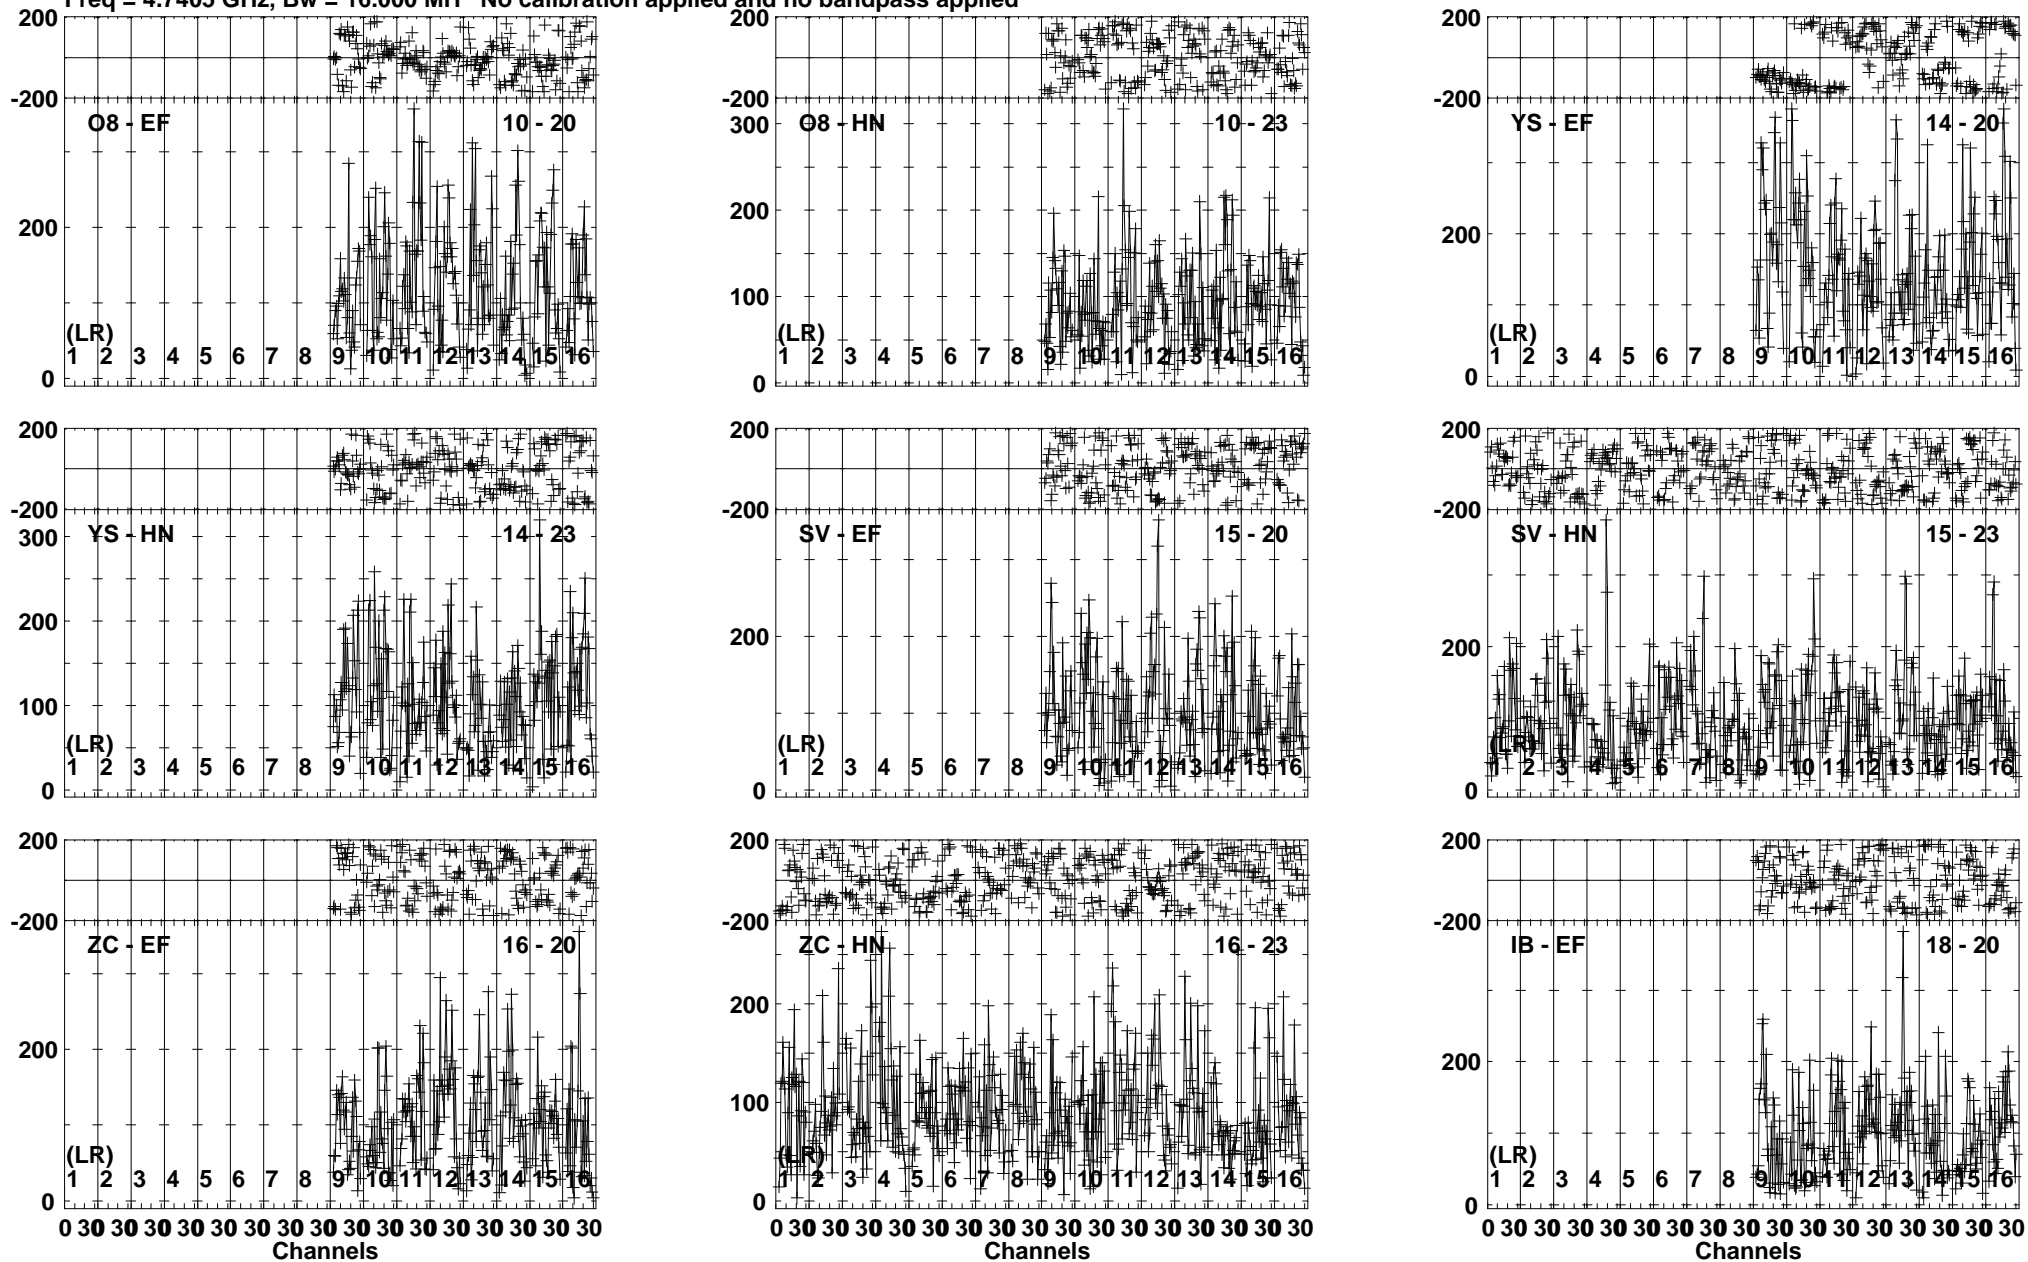 Freq = 4.7405 GHz, Bw = 16.000 MH No calibration applied and no bandpass applied
200
-200
O8 - EF 10 - 20
200
(LR)
1 2 3 4 5 6 7 8 9 10 11 12 13 14 15 16
0
200
-200
O8 - HN 10 - 23
300
200
100
(LR)
1 2 3 4 5 6 7 8 9 10 11 12 13 14 15 16
0
200
-200
YS - EF 14 - 20
200
(LR)
1 2 3 4 5 6 7 8 9 10 11 12 13 14 15 16
0
200
-200
YS - HN 14 - 23
300
200
100
(LR)
1 2 3 4 5 6 7 8 9 10 11 12 13 14 15 16
0
200
-200
SV - EF 15 - 20
200
(LR)
1 2 3 4 5 6 7 8 9 10 11 12 13 14 15 16
0
200
-200
SV - HN 15 - 23
200
(LR)
1 2 3 4 5 6 7 8 9 10 11 12 13 14 15 16
0
200
-200
ZC - EF 16 - 20
200
(LR)
1 2 3 4 5 6 7 8 9 10 11 12 13 14 15 16
0
0 30 30 30 30 30 30 30 30 30 30 30 30 30 30 30 30
Channels
200
-200
ZC - HN 16 - 23
200
100
(LR)
1 2 3 4 5 6 7 8 9 10 11 12 13 14 15 16
0
0 30 30 30 30 30 30 30 30 30 30 30 30 30 30 30 30
Channels
200
-200
IB - EF 18 - 20
200
(LR)
1 2 3 4 5 6 7 8 9 10 11 12 13 14 15 16
0
0 30 30 30 30 30 30 30 30 30 30 30 30 30 30 30 30
Channels